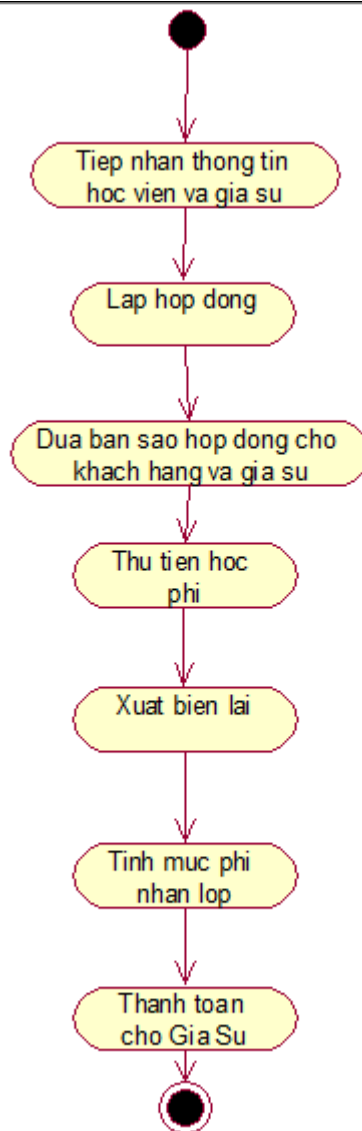 Tiep nhan thong tin
hoc vien va gia su
Lap hop dong
Dua ban sao hop dong cho
khach hang va gia su
Thu tien hoc
phi
Xuat bien lai
Tinh muc phi
nhan lop
Thanh toan
cho Gia Su